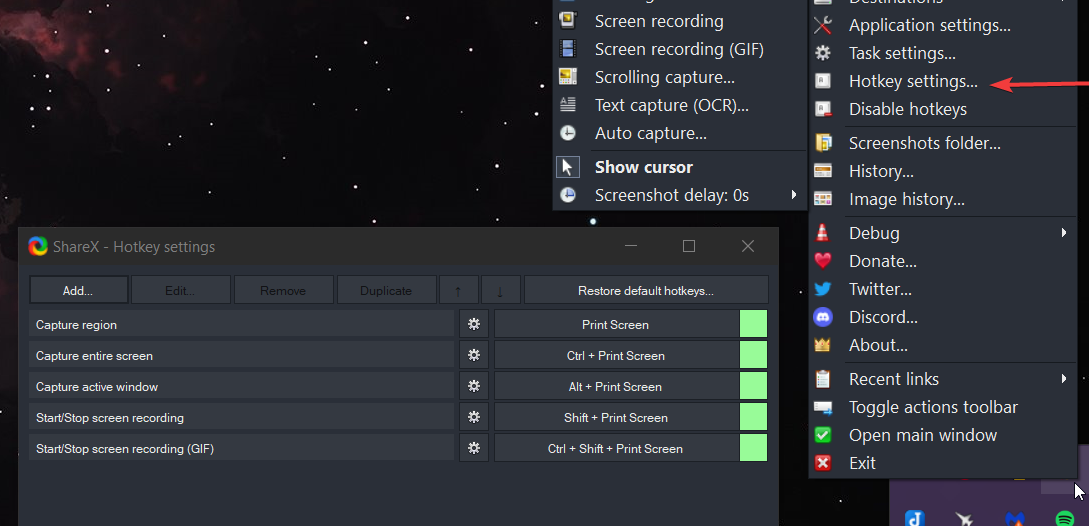 Screen recording
Screen recording (GIF)
Scrolling capture...
Text capture (OCR)...
Auto capture...
Show cursor
Screenshot delay: 0s
Destinations
Application settings...
Task settings...
Hotkey settings...
Disable hotkeys
Screenshots folder...
History...
Image history...
Debug
Donate...
Twitter...
Discord...
About...
Recent links
Toggle actions toolbar
Open main window
Exit
ShareX - Hotkey settings
Add... Edit... Remove Duplicate ↑ ↓ Restore default hotkeys...
Capture region Print Screen
Capture entire screen Ctrl + Print Screen
Capture active window Alt + Print Screen
Start/Stop screen recording Shift + Print Screen
Start/Stop screen recording (GIF) Ctrl + Shift + Print Screen